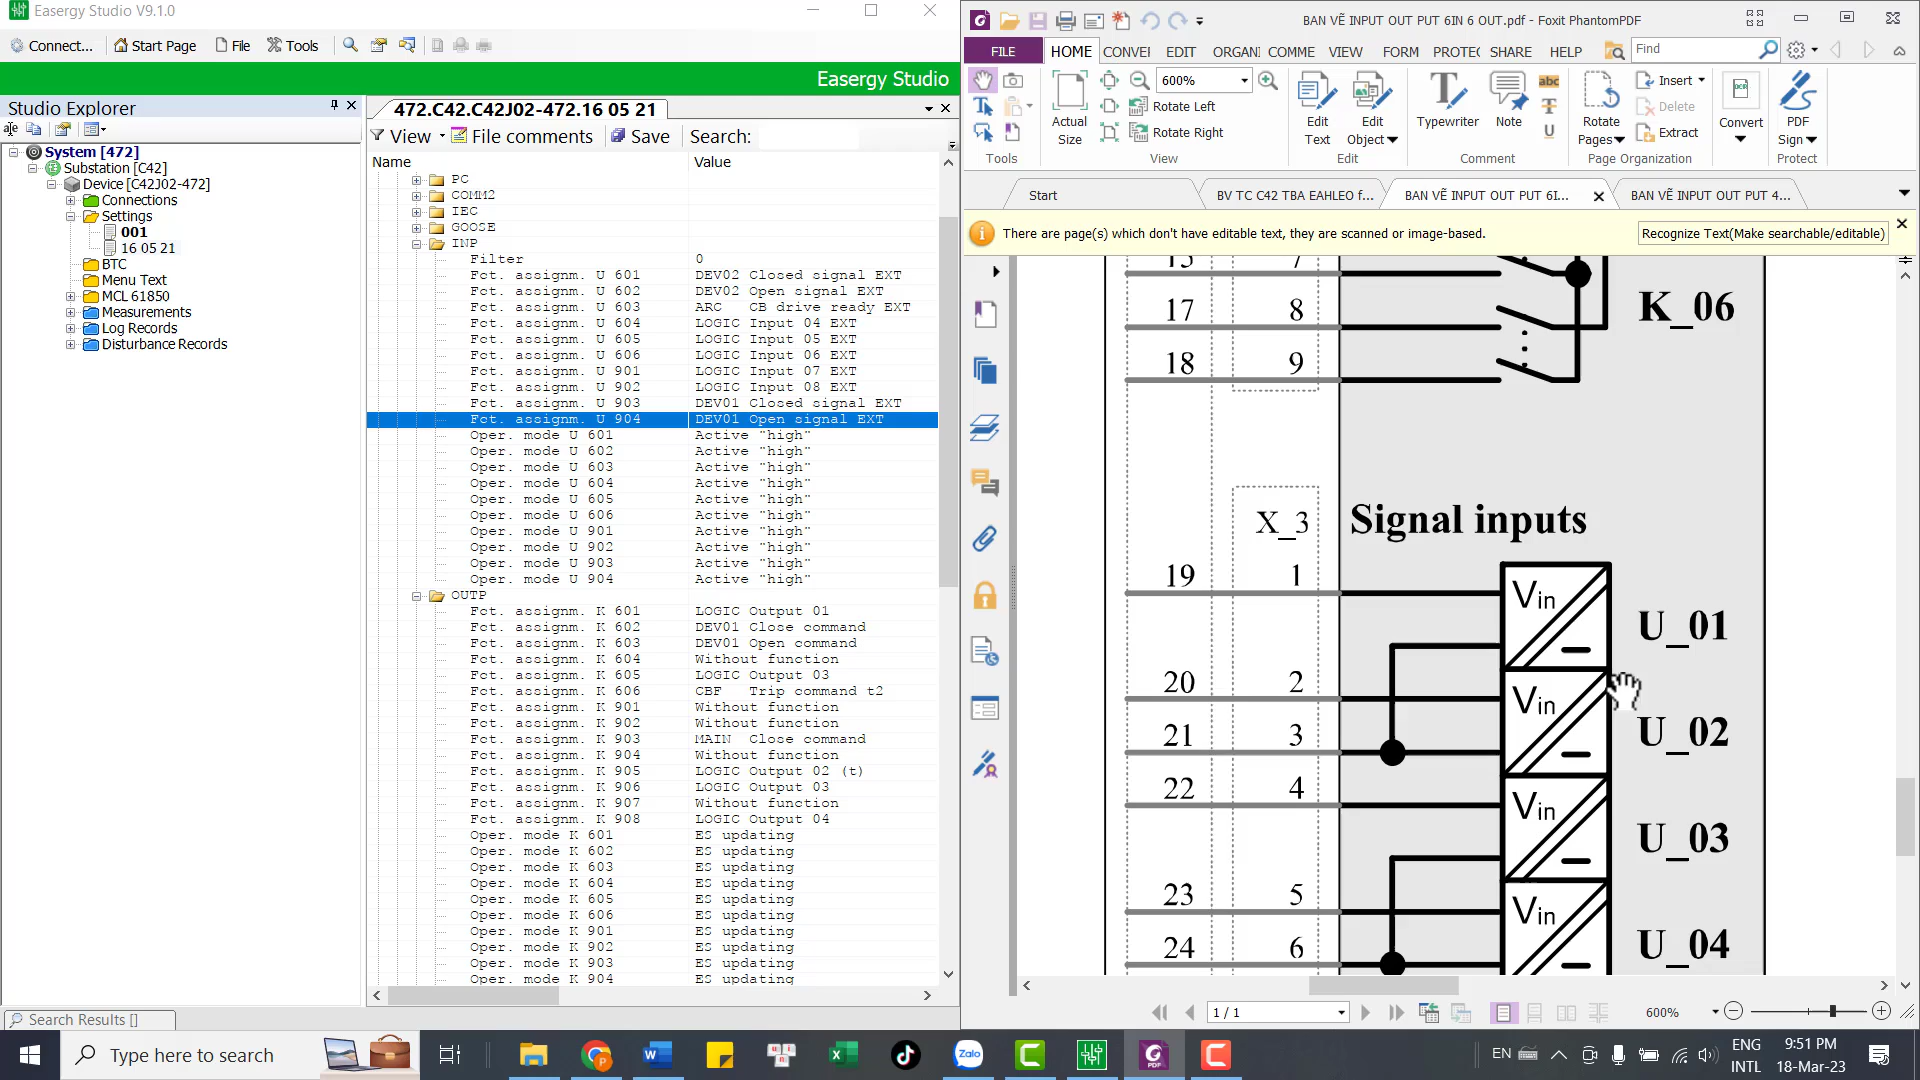 Easergy Studio V9.1.0
Connect...
Start Page
File
Tools
Easergy Studio
Studio Explorer
System [472]
Substation [C42]
Device [C42J02-472]
Connections
Settings
001
16 05 21
BTC
Menu Text
MCL 61850
Measurements
Log Records
Disturbance Records
Search Results []
472.C42.C42J02-472.16 05 21
View
File comments
Save
Search:
Name Value
PC
COMM2
IEC
GOOSE
INP
Filter 0
Fct. assignm. U 601 DEV02 Closed signal EXT
Fct. assignm. U 602 DEV02 Open signal EXT
Fct. assignm. U 603 ARC CB drive ready EXT
Fct. assignm. U 604 LOGIC Input 04 EXT
Fct. assignm. U 605 LOGIC Input 05 EXT
Fct. assignm. U 606 LOGIC Input 06 EXT
Fct. assignm. U 901 LOGIC Input 07 EXT
Fct. assignm. U 902 LOGIC Input 08 EXT
Fct. assignm. U 903 DEV01 Closed signal EXT
Fct. assignm. U 904 DEV01 Open signal EXT
Oper. mode U 601 Active "high"
Oper. mode U 602 Active "high"
Oper. mode U 603 Active "high"
Oper. mode U 604 Active "high"
Oper. mode U 605 Active "high"
Oper. mode U 606 Active "high"
Oper. mode U 901 Active "high"
Oper. mode U 902 Active "high"
Oper. mode U 903 Active "high"
Oper. mode U 904 Active "high"
OUTP
Fct. assignm. K 601 LOGIC Output 01
Fct. assignm. K 602 DEV01 Close command
Fct. assignm. K 603 DEV01 Open command
Fct. assignm. K 604 Without function
Fct. assignm. K 605 LOGIC Output 03
Fct. assignm. K 606 CBF Trip command t2
Fct. assignm. K 901 Without function
Fct. assignm. K 902 Without function
Fct. assignm. K 903 MAIN Close command
Fct. assignm. K 904 Without function
Fct. assignm. K 905 LOGIC Output 02 (t)
Fct. assignm. K 906 LOGIC Output 03
Fct. assignm. K 907 Without function
Fct. assignm. K 908 LOGIC Output 04
Oper. mode K 601 ES updating
Oper. mode K 602 ES updating
Oper. mode K 603 ES updating
Oper. mode K 604 ES updating
Oper. mode K 605 ES updating
Oper. mode K 606 ES updating
Oper. mode K 901 ES updating
Oper. mode K 902 ES updating
Oper. mode K 903 ES updating
Oper. mode K 904 ES updating
BAN VẼ INPUT OUT PUT 6IN 6 OUT.pdf - Foxit PhantomPDF
FILE HOME CONVEI EDIT ORGANI COMME VIEW FORM PROTEC SHARE HELP Find
600%
Actual Size
Rotate Left
Rotate Right
Edit Text
Edit Object
Typewriter
Note
Rotate Pages
Insert
Delete
Extract
Convert
PDF Sign
Tools View Edit Comment Page Organization Protect
Start
BV TC C42 TBA EAHLEO f...
BAN VẼ INPUT OUT PUT 6I...
BAN VẼ INPUT OUT PUT 4...
There are page(s) which don't have editable text, they are scanned or image-based.
Recognize Text(Make searchable/editable)
17 8 K_06
18 9
X_3 Signal inputs
19 1 Vin U_01
20 2 Vin
21 3 U_02
22 4 Vin U_03
23 5 Vin
24 6 U_04
1 / 1
600%
Type here to search
Zalo
EN
ENG
INTL
9:51 PM
18-Mar-23